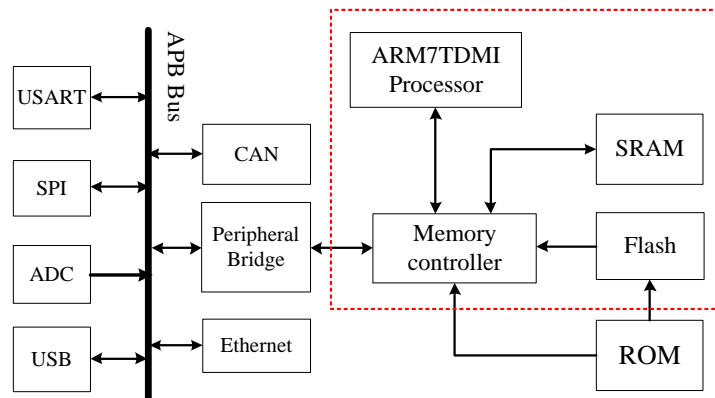 APB Bus
ARM7TDMI
Processor
USART
CAN
SRAM
SPI
Peripheral
Bridge
Memory
controller
Flash
ADC
USB
Ethernet
ROM